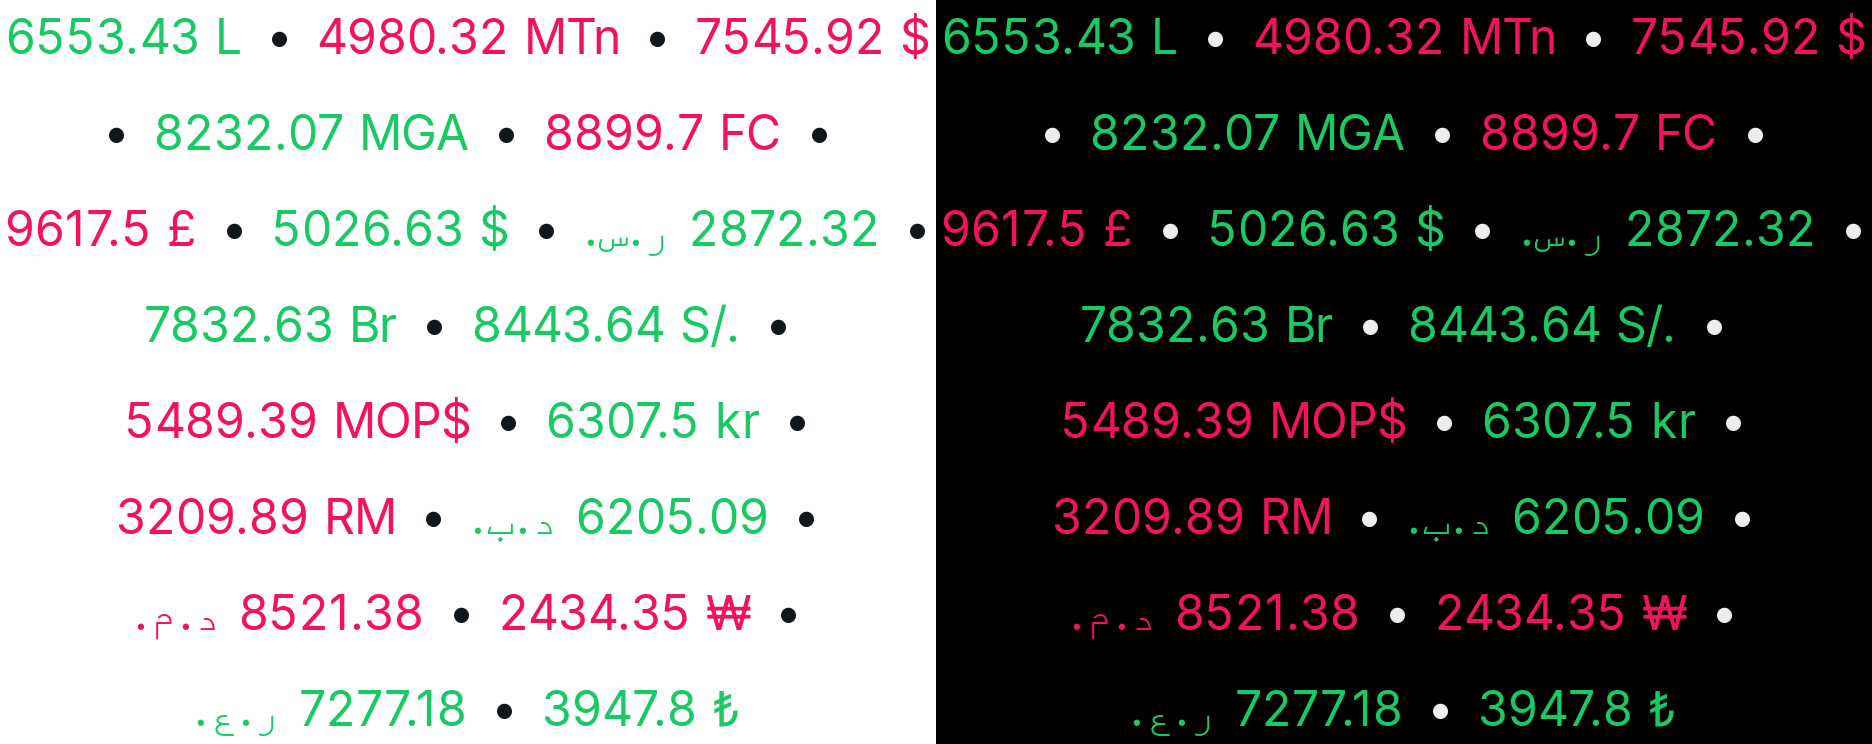 6553.43 L • 4980.32 MTn • 7545.92 $
• 8232.07 MGA • 8899.7 FC •
9617.5 £ • 5026.63 $ • 2872.32 ر.س.‏ •
7832.63 Br • 8443.64 S/. •
5489.39 MOP$ • 6307.5 kr •
3209.89 RM • 6205.09 د.ب.‏ •
8521.38 د.م.‏ • 2434.35 ₩ •
7277.18 ر.ع.‏ • 3947.8 ₺
6553.43 L • 4980.32 MTn • 7545.92 $
• 8232.07 MGA • 8899.7 FC •
9617.5 £ • 5026.63 $ • 2872.32 ر.س.‏ •
7832.63 Br • 8443.64 S/. •
5489.39 MOP$ • 6307.5 kr •
3209.89 RM • 6205.09 د.ب.‏ •
8521.38 د.م.‏ • 2434.35 ₩ •
7277.18 ر.ع.‏ • 3947.8 ₺